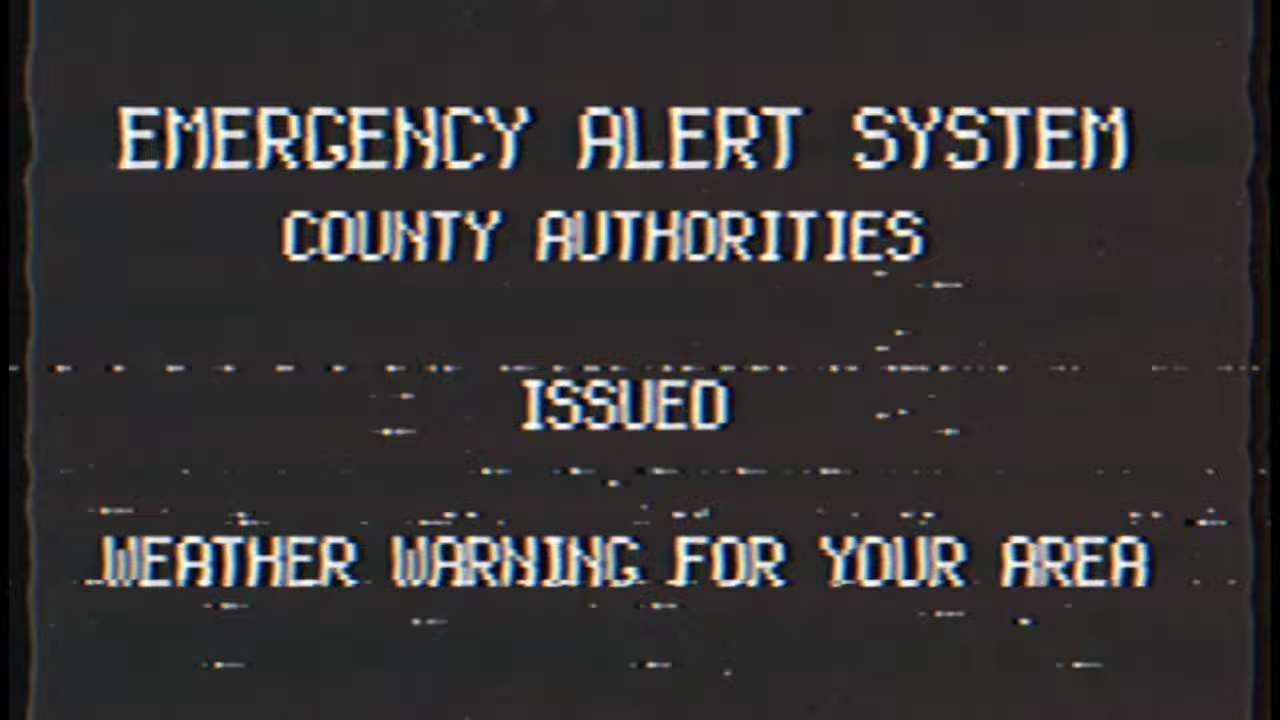 EMERGENCY ALERT SYSTEM
COUNTY AUTHORITIES
ISSUED
WEATHER WARNING FOR YOUR AREA